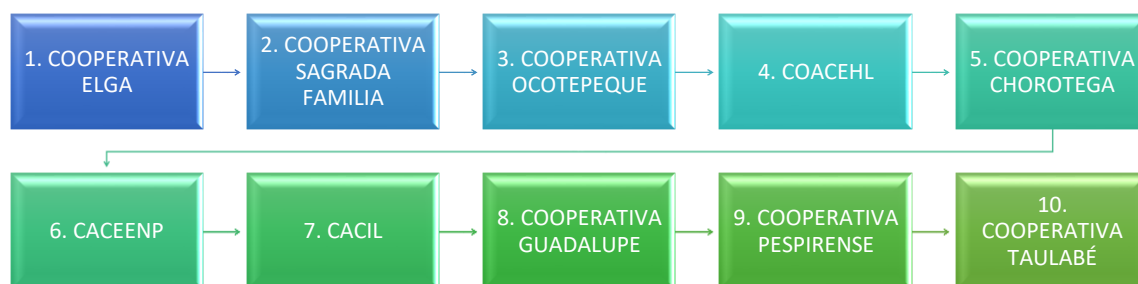 1. COOPERATIVA
ELGA
2. COOPERATIVA
SAGRADA
FAMILIA
3. COOPERATIVA
OCOTEPEQUE
4. COACEHL
5. COOPERATIVA
CHOROTEGA
6. CACEENP
7. CACIL
8. COOPERATIVA
GUADALUPE
9. COOPERATIVA
PESPIRENSE
10.
COOPERATIVA
TAULABÉ